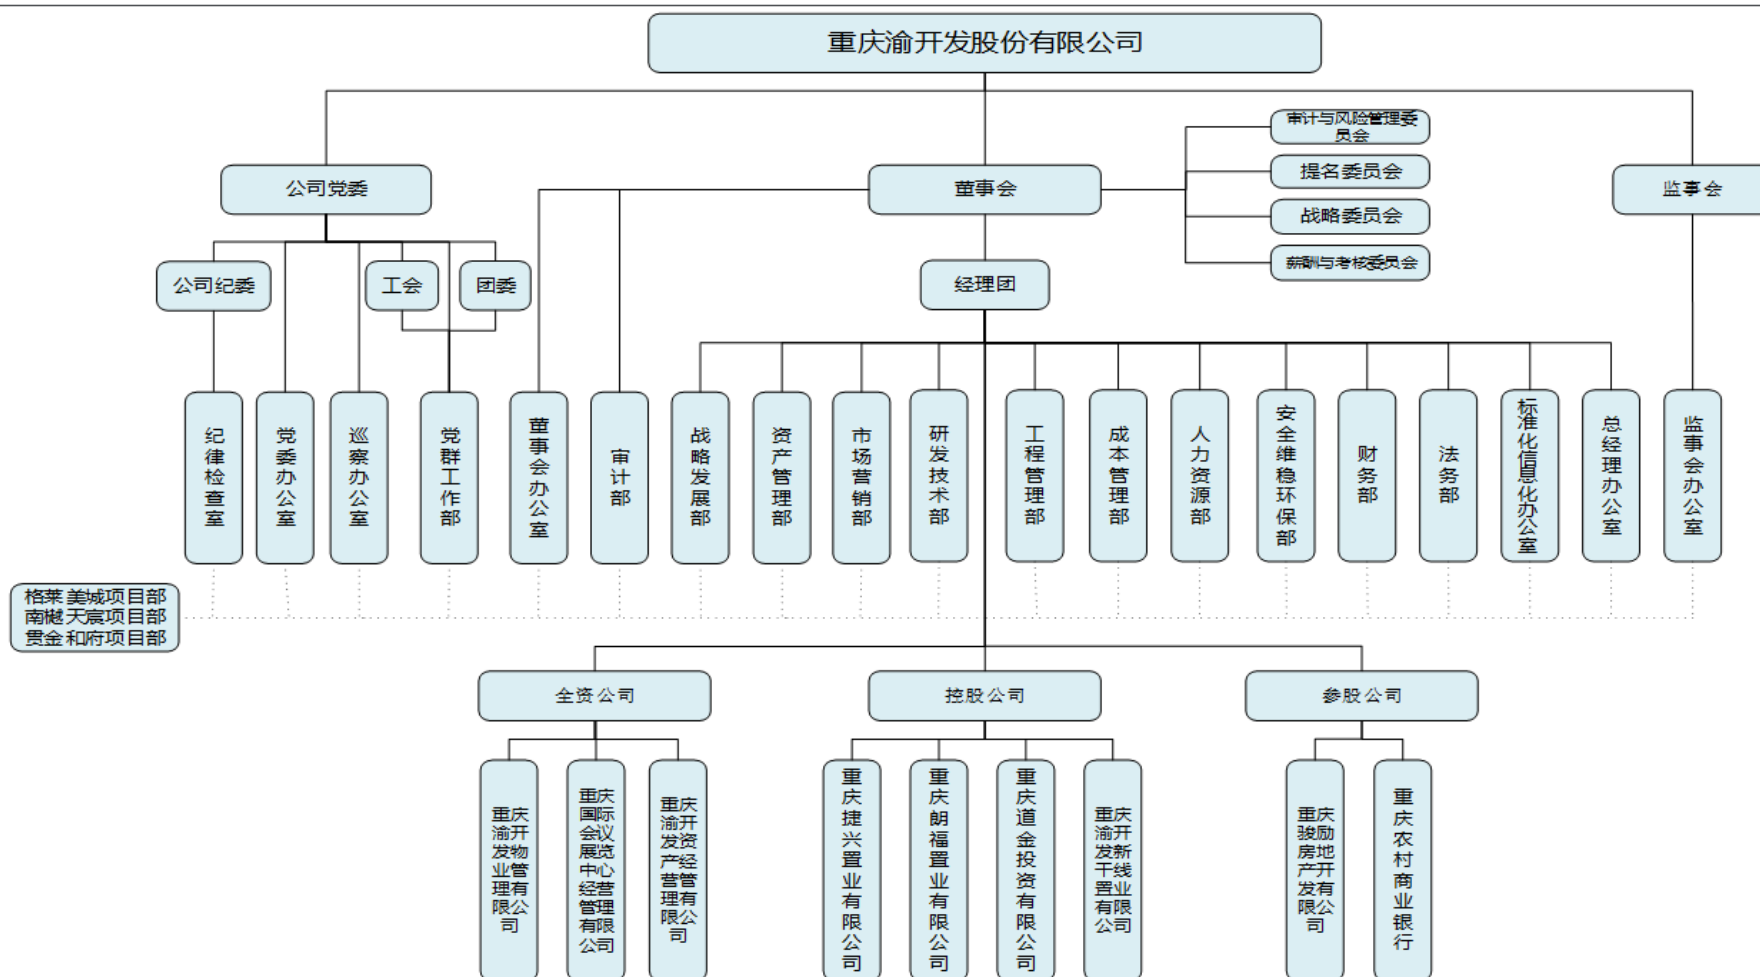 重庆渝开发股份有限公司
审计与风险管理委
员会
提名委员会
战略委员会
薪酬与考核委员会
公司党委
董事会
监事会
公司纪委
工会
团委
经理团
纪律检查室
党委办公室
巡察办公室
党群工作部
董事会办公室
审计部
战略发展部
资产管理部
市场营销部
研发技术部
工程管理部
成本管理部
人力资源部
安全维稳环保部
财务部
法务部
标准化信息化办公室
总经理办公室
监事会办公室
格莱美城项目部
南樾天宸项目部
贯金和府项目部
全资公司
控股公司
参股公司
重庆渝开发物业管理有限公司
重庆国际会议展览中心经营管理有限公司
重庆渝开发资产经营管理有限公司
重庆捷兴置业有限公司
重庆朗福置业有限公司
重庆道金投资有限公司
重庆渝开发新干线置业有限公司
重庆骏励房地产开发有限公司
重庆农村商业银行